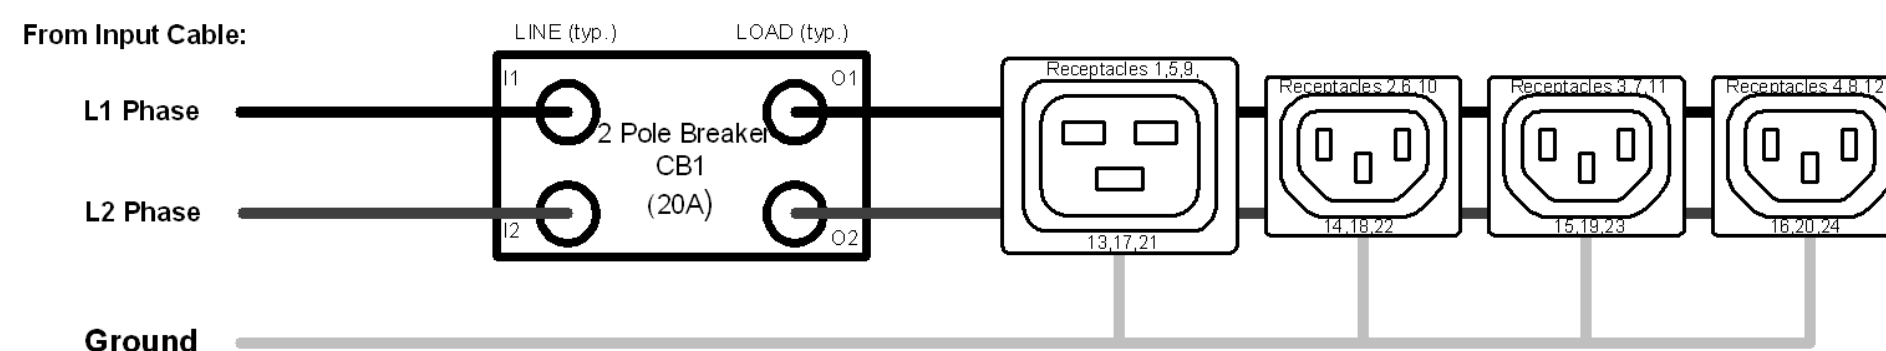 From Input Cable:
LINE (typ.)
LOAD (typ.)
L1 Phase
L2 Phase
Ground
I1
O1
2 Pole Breaker
CB1
(20A)
I2
O2
Receptacles 1,5,9,
13,17,21
Receptacles 2,6,10
14,18,22
Receptacles 3,7,11
15,19,23
Receptacles 4,8,12
16,20,24